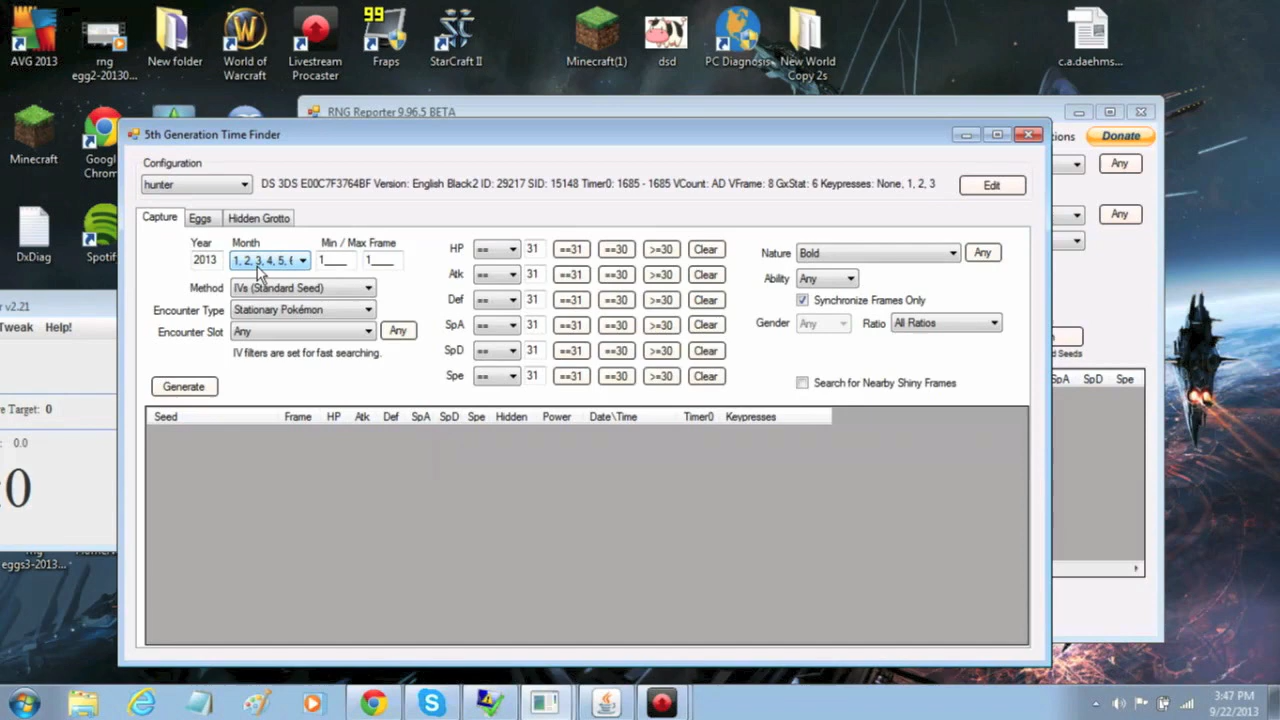 99
AVG 2013
rng
egg2-20130...
New folder
World of
Warcraft
Livestream
Procaster
Fraps
StarCraft II
Minecraft(1)
dsd
PC Diagnosis
New World
Copy 2s
c.a.daehms...
Minecraft
Google
Chrom
DxDiag
Spotif
RNG Reporter 9.96.5 BETA
Donate
Any
Any
5th Generation Time Finder
Configuration
hunter
DS 3DS E00C7F3764BF Version: English Black2 ID: 29217 SID: 15148 Timer0: 1685 - 1685 VCount: AD VFrame: 8 GxStat: 6 Keypresses: None, 1, 2, 3
Edit
Capture
Eggs
Hidden Grotto
Year
Month
Min / Max Frame
2013
1, 2, 3, 4, 5, 6
1____
1____
Method
IVs (Standard Seed)
Encounter Type
Stationary Pokémon
Encounter Slot
Any
Any
IV filters are set for fast searching.
Generate
HP == 31 ==31 ==30 >=30 Clear
Atk == 31 ==31 ==30 >=30 Clear
Def == 31 ==31 ==30 >=30 Clear
SpA == 31 ==31 ==30 >=30 Clear
SpD == 31 ==31 ==30 >=30 Clear
Spe == 31 ==31 ==30 >=30 Clear
Nature Bold Any
Ability Any
Synchronize Frames Only
Gender Any Ratio All Ratios
Search for Nearby Shiny Frames
Seed Frame HP Atk Def SpA SpD Spe Hidden Power Date\Time Timer0 Keypresses
v2.21
Tweak Help!
Target: 0
0.0
0
Seeds
SpA SpD Spe
eggs3-2013...
3:47 PM
9/22/2013